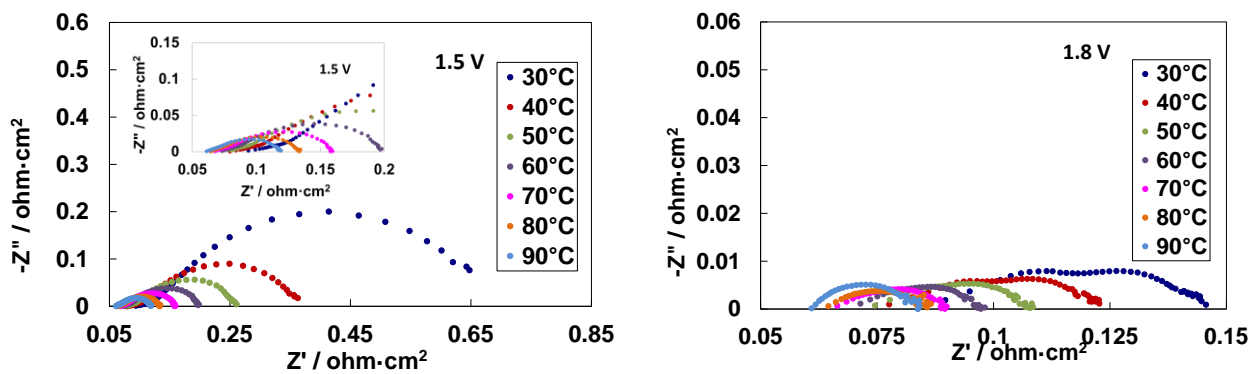 0.6
0.5
0.4
0.3
0.2
0.1
0
-Z" / ohm·cm2
0.05
0.25
0.45
0.65
0.85
Z' / ohm·cm2
0.15
0.1
0.05
0
-Z" / ohm·cm2
0.05
0.1
0.15
0.2
Z' / ohm·cm2
1.5 V
1.5 V
30°C
40°C
50°C
60°C
70°C
80°C
90°C
0.06
0.05
0.04
0.03
0.02
0.01
0
-Z" / ohm·cm2
0.05
0.075
0.1
0.125
0.15
Z' / ohm·cm2
1.8 V
30°C
40°C
50°C
60°C
70°C
80°C
90°C